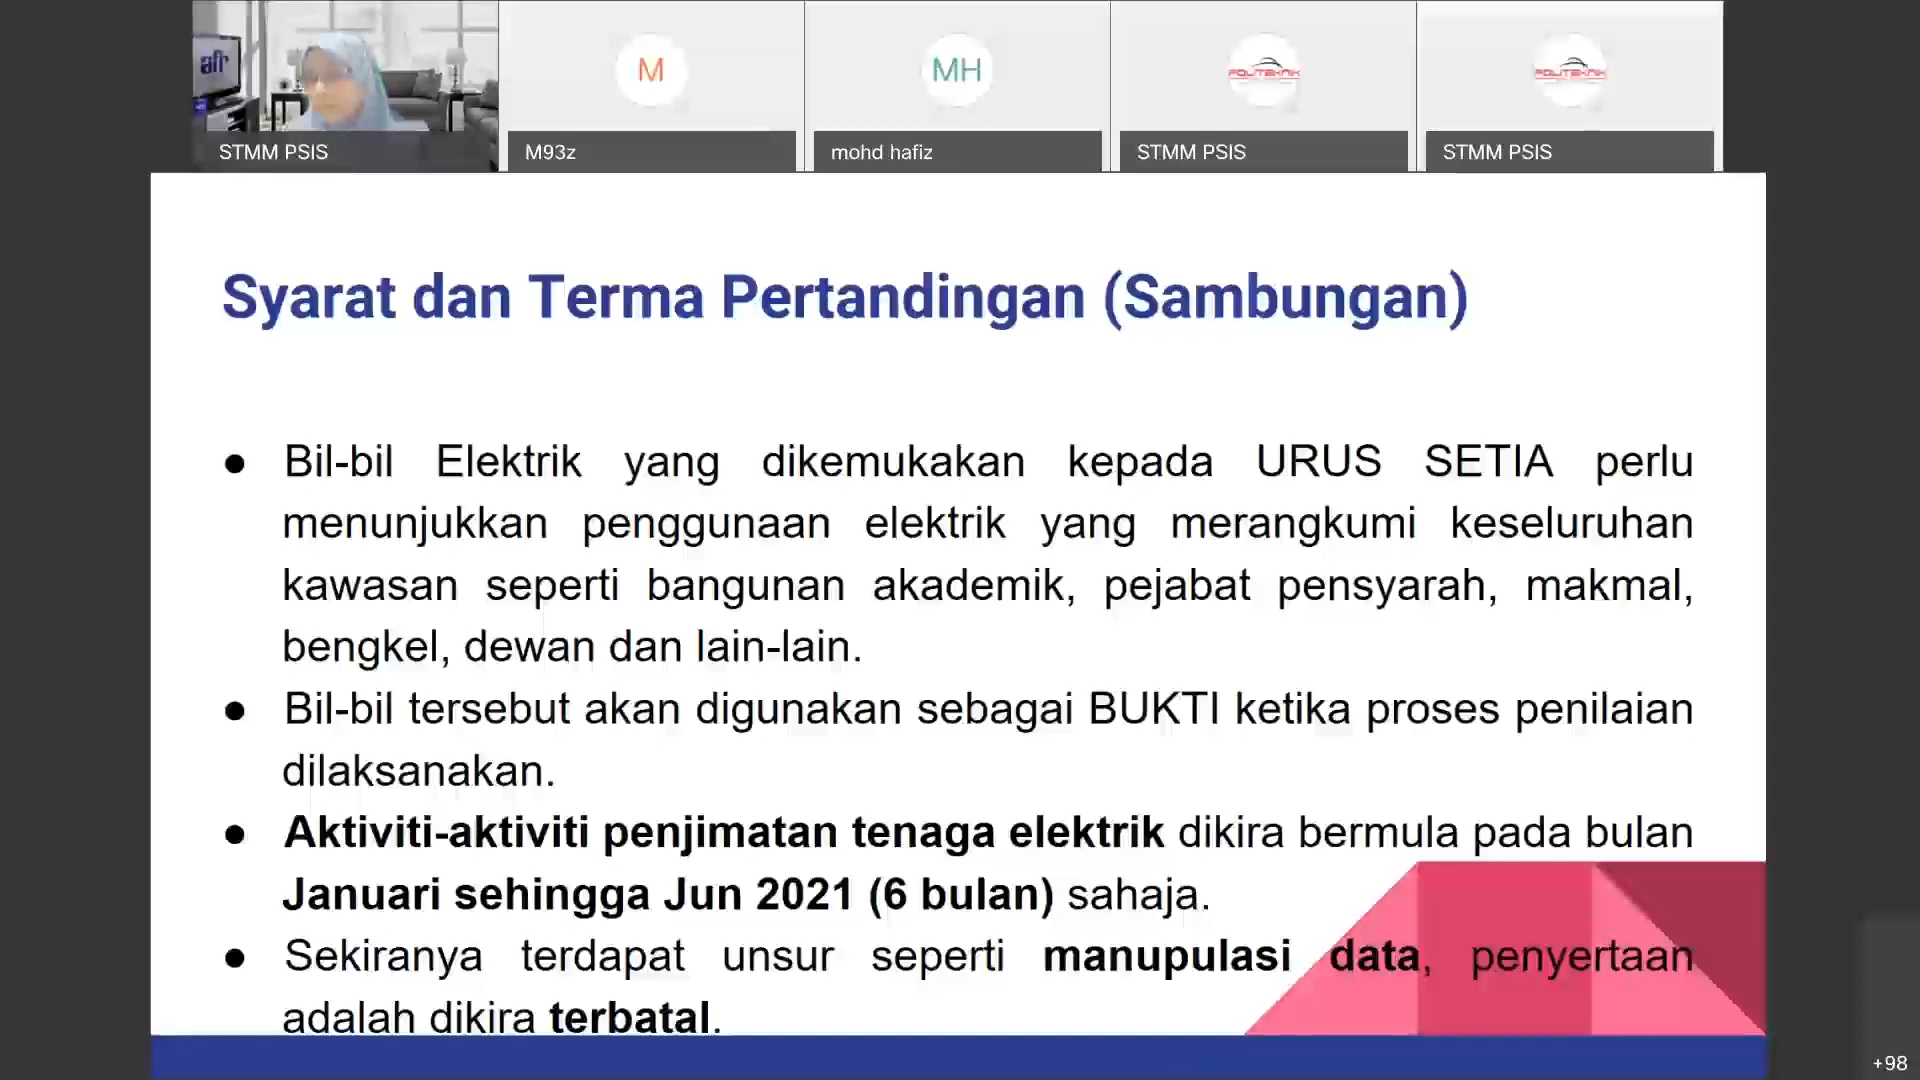 afr
STMM PSIS
M
M93z
MH
mohd hafiz
POLITEKNIK
STMM PSIS
POLITEKNIK
STMM PSIS
Syarat dan Terma Pertandingan (Sambungan)
● Bil-bil Elektrik yang dikemukakan kepada URUS SETIA perlu
menunjukkan penggunaan elektrik yang merangkumi keseluruhan
kawasan seperti bangunan akademik, pejabat pensyarah, makmal,
bengkel, dewan dan lain-lain.
● Bil-bil tersebut akan digunakan sebagai BUKTI ketika proses penilaian
dilaksanakan.
● Aktiviti-aktiviti penjimatan tenaga elektrik dikira bermula pada bulan
Januari sehingga Jun 2021 (6 bulan) sahaja.
● Sekiranya terdapat unsur seperti manupulasi data, penyertaan
adalah dikira terbatal.
+98